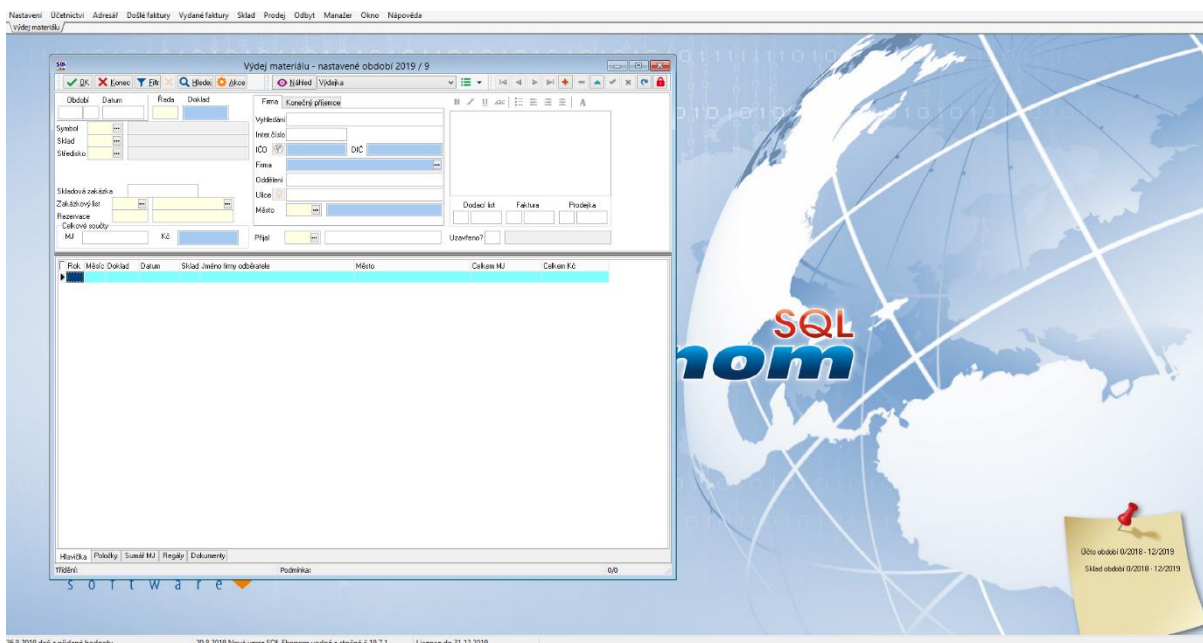 Nastavení Účetnictví Adresář Došlé faktury Vydané faktury Sklad Prodej Odbyt Manažer Okno Nápověda
Výdej materiálu
Výdej materiálu - nastavené období 2019 / 9
OK Konec Filtr Hledej Akce Náhled Výdejka
Období Datum Řada Doklad
Firma Konečný příjemce
Vyhledání
Symbol
Inter.číslo
Sklad
IČO DIČ
Středisko
Firma
Oddělení
Skladová zakázka
Ulice
Zakázkový list
Město
Dodací list Faktura Prodejka
Rezervace
Celkové součty
MJ Kč
Přijal
Uzavřeno?
Rok Měsíc Doklad Datum Sklad Jméno firmy odběratele Město Celkem MJ Celkem Kč
SQL
nom
Hlavička Položky Sumář MJ Regály Dokumenty
Třídění: Podmínka: 0/0
software
Účto období 0/2018 - 12/2019
Sklad období 0/2018 - 12/2019